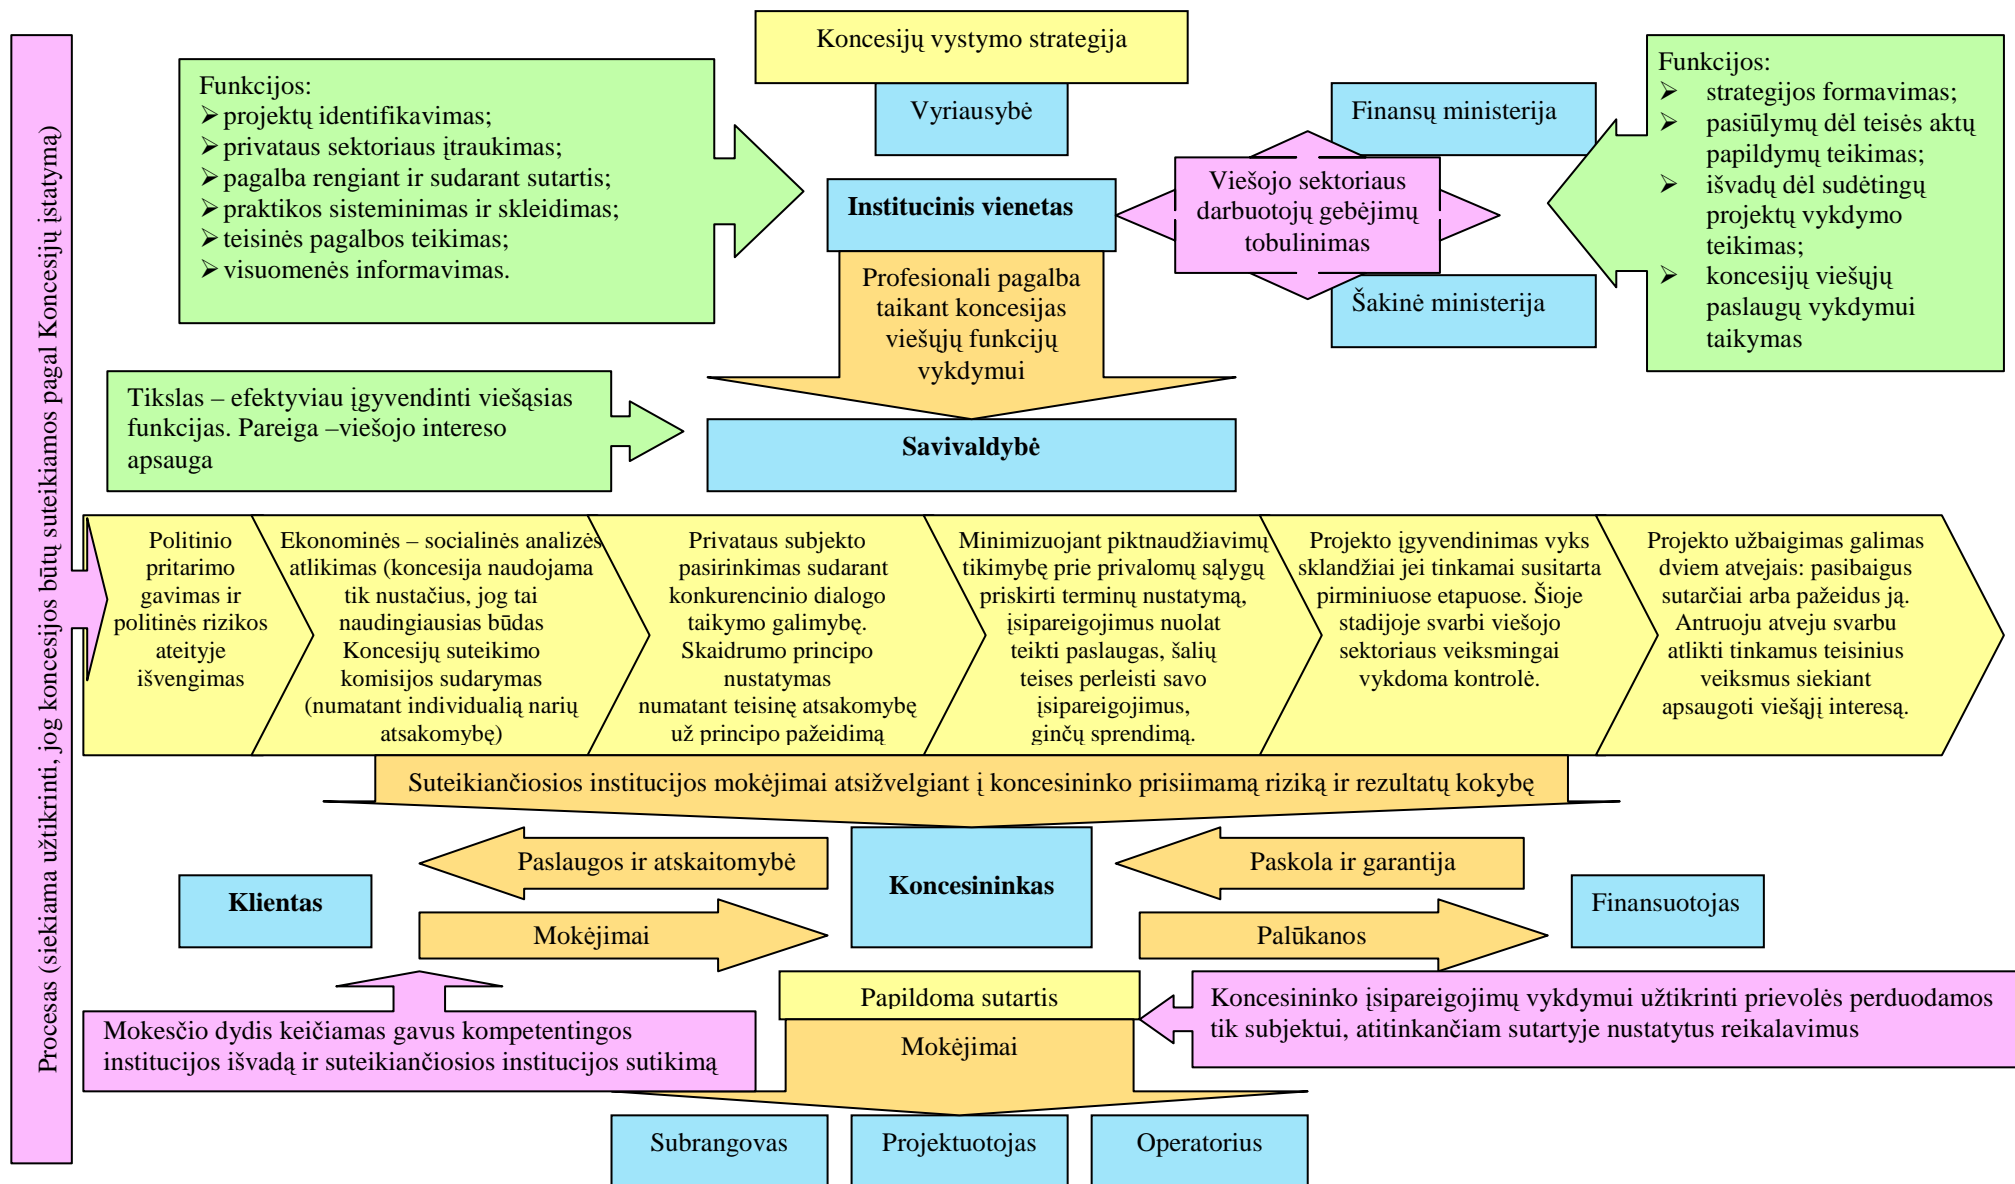 Procesas (siekiama užtikrinti, jog koncesijos būtų suteikiamos pagal Koncesijų įstatymą)
Koncesijų vystymo strategija
Vyriausybė
Funkcijos:
➢ projektų identifikavimas;
➢ privataus sektoriaus įtraukimas;
➢ pagalba rengiant ir sudarant sutartis;
➢ praktikos sisteminimas ir skleidimas;
➢ teisinės pagalbos teikimas;
➢ visuomenės informavimas.
Institucinis vienetas
Finansų ministerija
Viešojo sektoriaus
darbuotojų gebėjimų
tobulinimas
Šakinė ministerija
Funkcijos:
➢ strategijos formavimas;
➢ pasiūlymų dėl teisės aktų
papildymų teikimas;
➢ išvadų dėl sudėtingų
projektų vykdymo
teikimas;
➢ koncesijų viešųjų
paslaugų vykdymui
taikymas
Profesionali pagalba
taikant koncesijas
viešųjų funkcijų
vykdymui
Tikslas – efektyviau įgyvendinti viešąsias
funkcijas. Pareiga –viešojo intereso
apsauga
Savivaldybė
Politinio
pritarimo
gavimas ir
politinės rizikos
ateityje
išvengimas
Ekonominės – socialinės analizės
atlikimas (koncesija naudojama
tik nustačius, jog tai
naudingiausias būdas
Koncesijų suteikimo
komisijos sudarymas
(numatant individualią narių
atsakomybę)
Privataus subjekto
pasirinkimas sudarant
konkurencinio dialogo
taikymo galimybę.
Skaidrumo principo
nustatymas
numatant teisinę atsakomybę
už principo pažeidimą
Minimizuojant piktnaudžiavimų
tikimybę prie privalomų sąlygų
priskirti terminų nustatymą,
įsipareigojimus nuolat
teikti paslaugas, šalių
teises perleisti savo
įsipareigojimus,
ginčų sprendimą.
Projekto įgyvendinimas vyks
sklandžiai jei tinkamai susitarta
pirminiuose etapuose. Šioje
stadijoje svarbi viešojo
sektoriaus veiksmingai
vykdoma kontrolė.
Projekto užbaigimas galimas
dviem atvejais: pasibaigus
sutarčiai arba pažeidus ją.
Antruoju atveju svarbu
atlikti tinkamus teisinius
veiksmus siekiant
apsaugoti viešąjį interesą.
Suteikiančiosios institucijos mokėjimai atsižvelgiant į koncesininko prisiimamą riziką ir rezultatų kokybę
Paslaugos ir atskaitomybė
Koncesininkas
Paskola ir garantija
Klientas
Finansuotojas
Mokėjimai
Palūkanos
Papildoma sutartis
Mokėjimai
Mokesčio dydis keičiamas gavus kompetentingos
institucijos išvadą ir suteikiančiosios institucijos sutikimą
Koncesininko įsipareigojimų vykdymui užtikrinti prievolės perduodamos
tik subjektui, atitinkančiam sutartyje nustatytus reikalavimus
Subrangovas
Projektuotojas
Operatorius